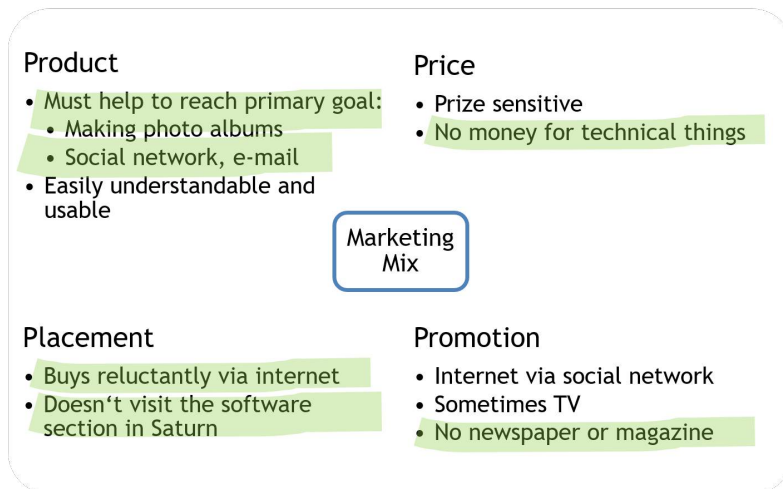 Product
• Must help to reach primary goal:
• Making photo albums
• Social network, e-mail
• Easily understandable and
usable
Price
• Prize sensitive
• No money for technical things
Marketing
Mix
Placement
• Buys reluctantly via internet
• Doesn‘t visit the software
section in Saturn
Promotion
• Internet via social network
• Sometimes TV
• No newspaper or magazine